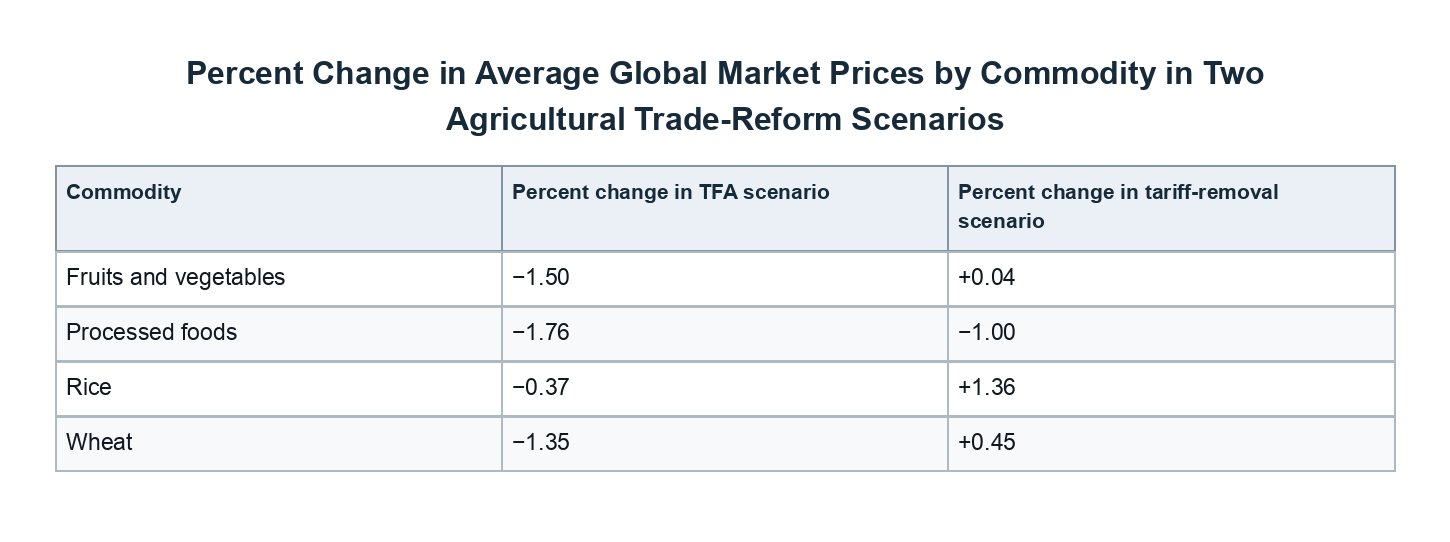 Percent Change in Average Global Market Prices by Commodity in Two
Agricultural Trade-Reform Scenarios
Commodity
Percent change in TFA scenario
Percent change in tariff-removal
scenario
Fruits and vegetables
−1.50
+0.04
Processed foods
−1.76
−1.00
Rice
−0.37
+1.36
Wheat
−1.35
+0.45